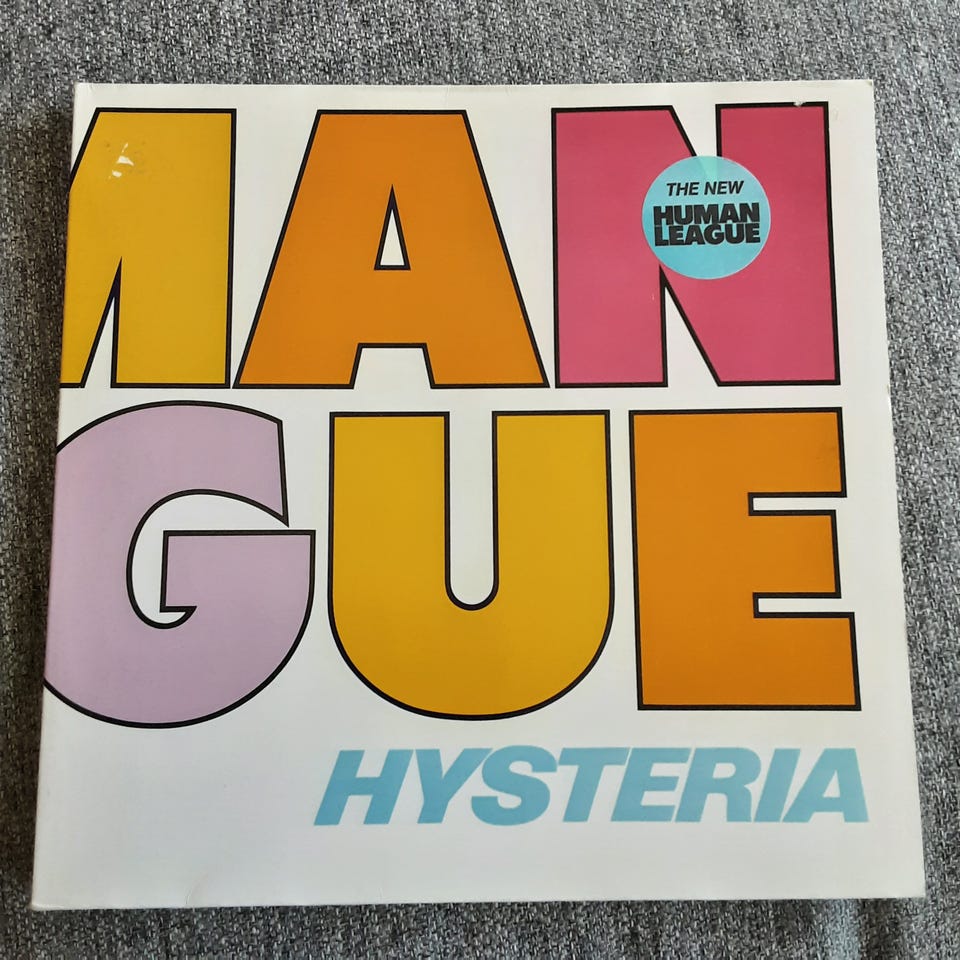 MAN
THE NEW
HUMAN
LEAGUE
GUE
HYSTERIA